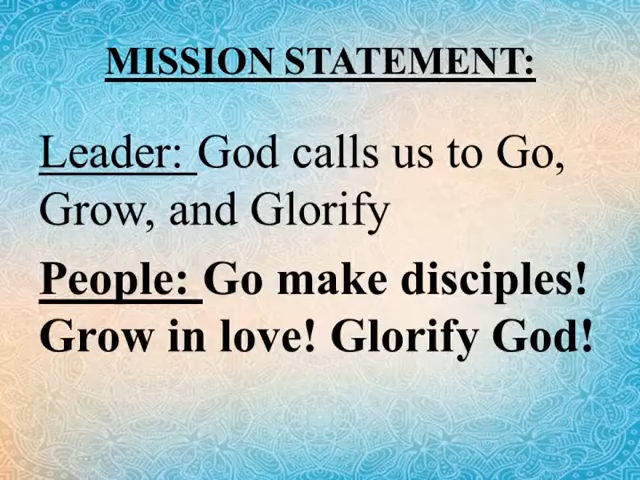 MISSION STATEMENT:
Leader: God calls us to Go,
Grow, and Glorify
People: Go make disciples!
Grow in love! Glorify God!